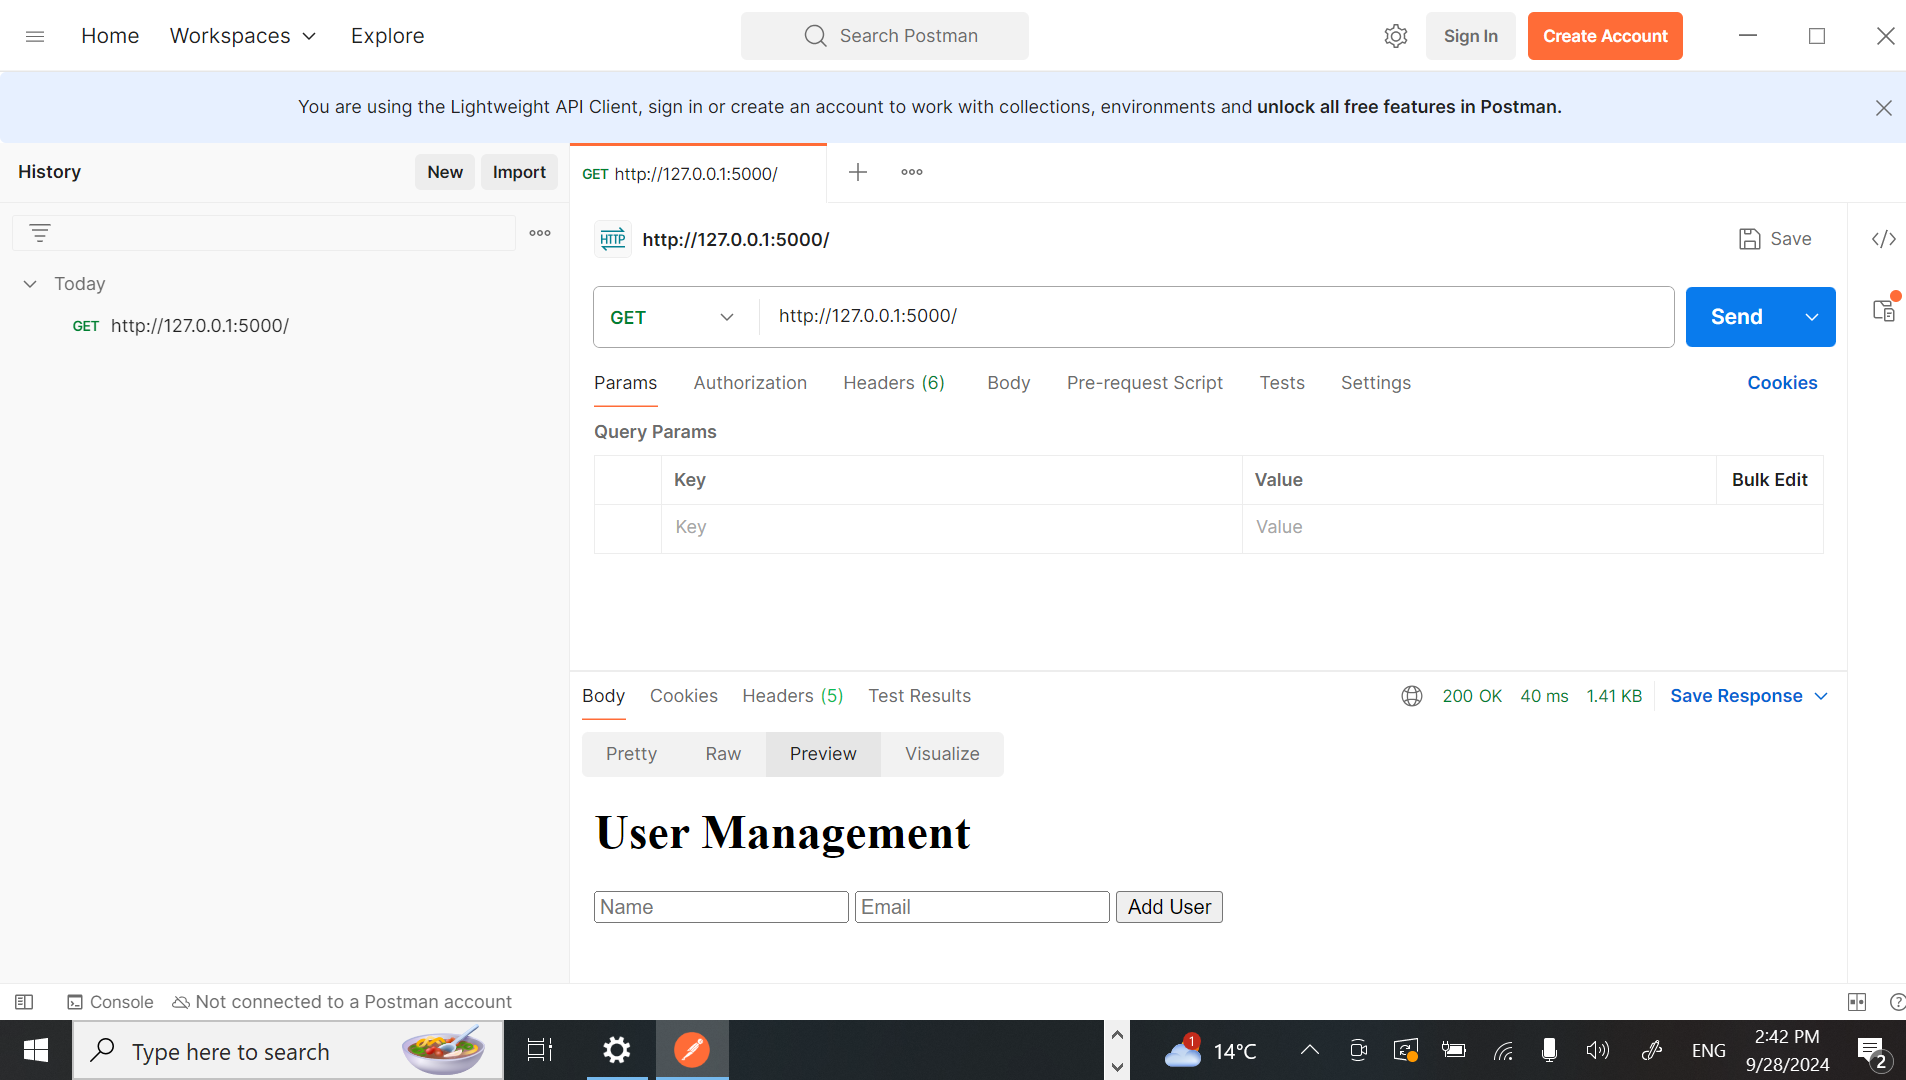 Home Workspaces Explore
Search Postman
Sign In Create Account
You are using the Lightweight API Client, sign in or create an account to work with collections, environments and unlock all free features in Postman.
History New Import
GET http://127.0.0.1:5000/
Today
GET http://127.0.0.1:5000/
HTTP http://127.0.0.1:5000/
Save
GET http://127.0.0.1:5000/
Send
Params Authorization Headers (6) Body Pre-request Script Tests Settings Cookies
Query Params
Key Value Bulk Edit
Key Value
Body Cookies Headers (5) Test Results 200 OK 40 ms 1.41 KB Save Response
Pretty Raw Preview Visualize
User Management
Name Email Add User
Console Not connected to a Postman account
Type here to search
1 14°C
ENG
2:42 PM
9/28/2024
2